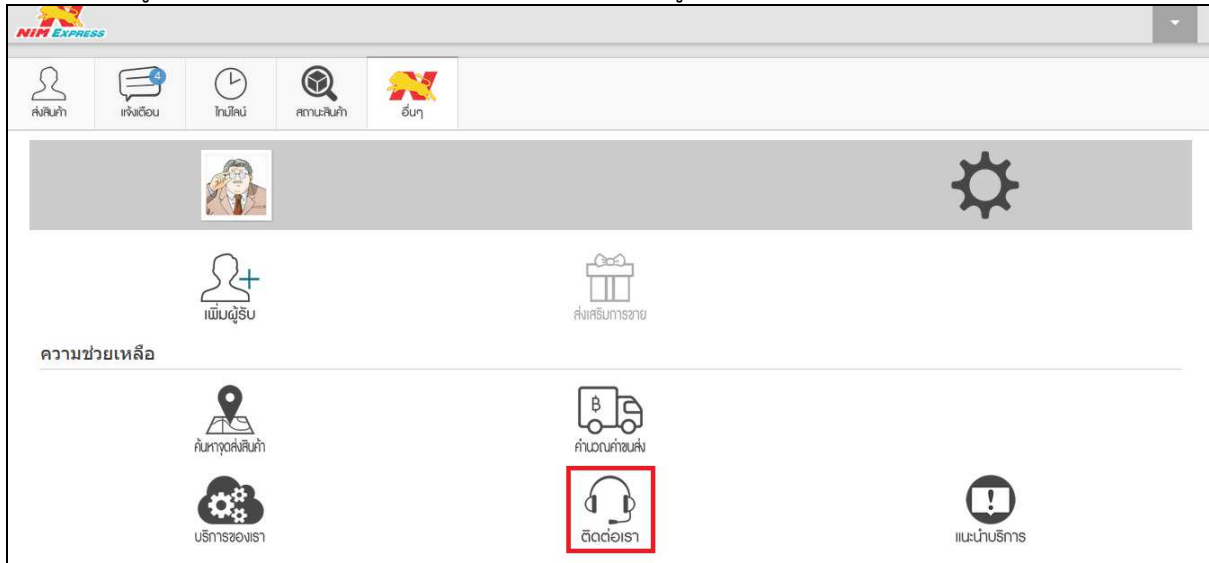 NiM EXPRESS
ส่งสินค้า
แจ้งเตือน
4
ไทม์ไลน์
สถานะสินค้า
อื่นๆ
เพิ่มผู้รับ
ส่งเสริมการขาย
ความช่วยเหลือ
ค้นหาจุดส่งสินค้า
฿
คำนวณค่าขนส่ง
บริการของเรา
ติดต่อเรา
แนะนำบริการ